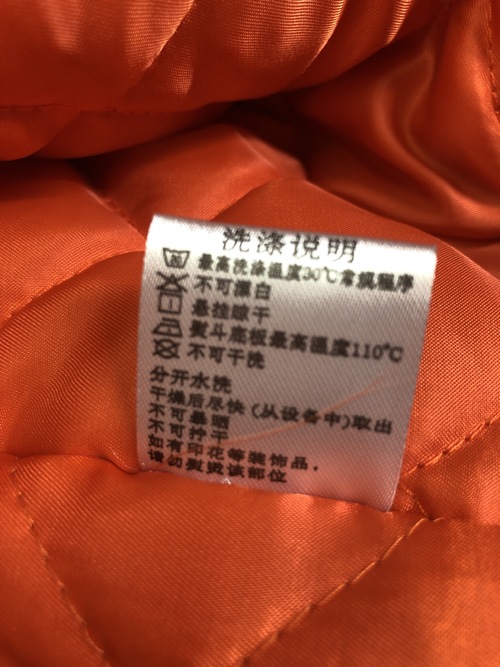 洗涤说明
最高洗涤温度30℃常规程序
不可漂白
悬挂晾干
熨斗底板最高温度110℃
不可干洗
分开水洗
干燥后尽快(从设备中)取出
不可暴晒
不可拧干
如有印花等装饰品,
请勿熨烫该部位